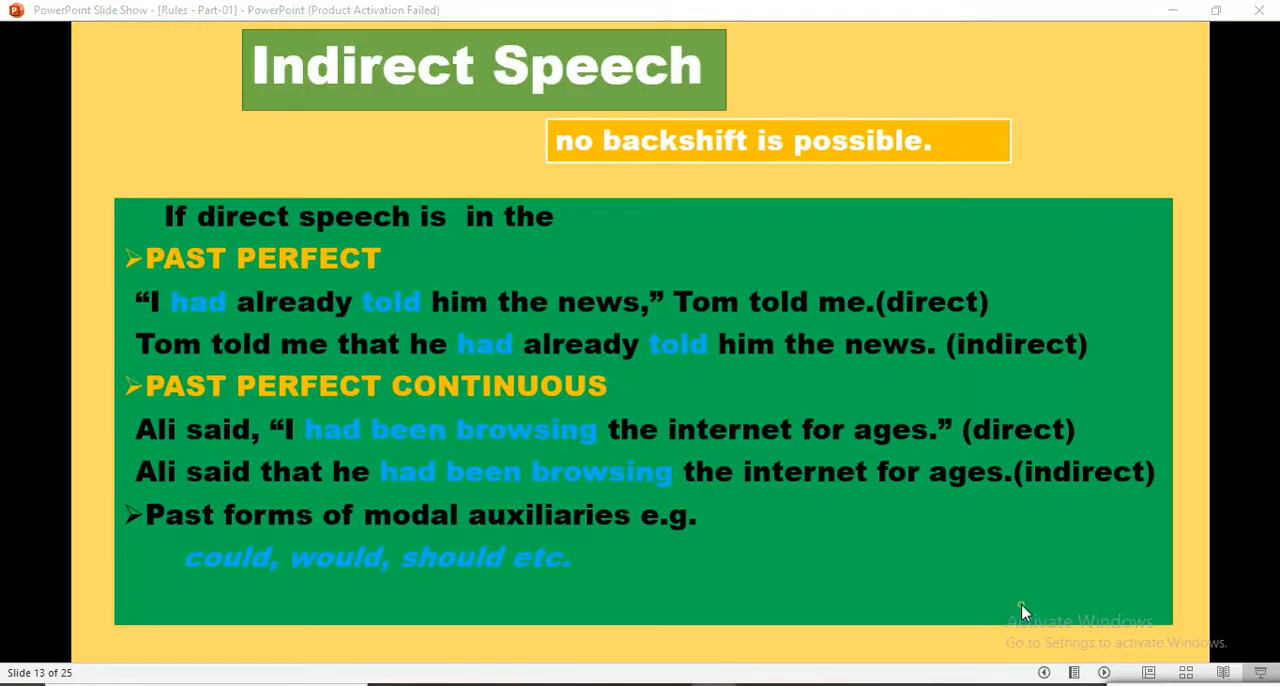 PowerPoint Slide Show - [Rules - Part-01] - PowerPoint (Product Activation Failed)
Indirect Speech
no backshift is possible.
If direct speech is in the
➢PAST PERFECT
“I had already told him the news,” Tom told me.(direct)
Tom told me that he had already told him the news. (indirect)
➢PAST PERFECT CONTINUOUS
Ali said, “I had been browsing the internet for ages.” (direct)
Ali said that he had been browsing the internet for ages.(indirect)
➢Past forms of modal auxiliaries e.g.
could, would, should etc.
Activate Windows
Go to Settings to activate Windows.
Slide 13 of 25